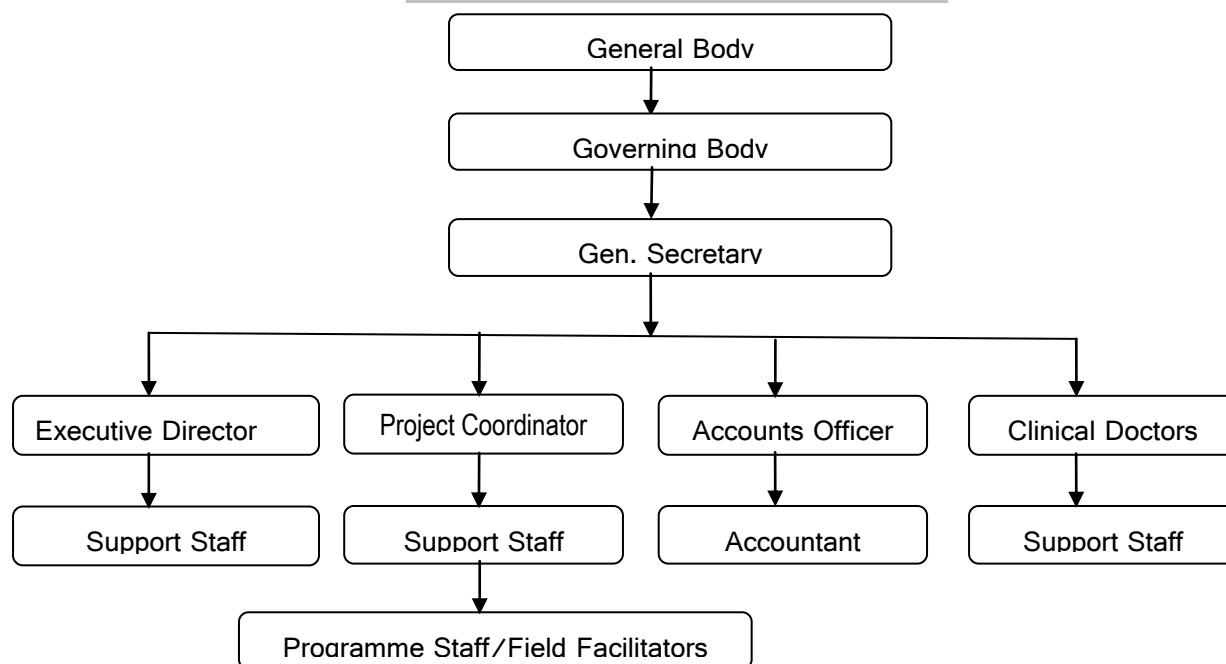 General Body
Governing Body
Gen. Secretary
Executive Director
Project Coordinator
Accounts Officer
Clinical Doctors
Support Staff
Support Staff
Accountant
Support Staff
Programme Staff/Field Facilitators